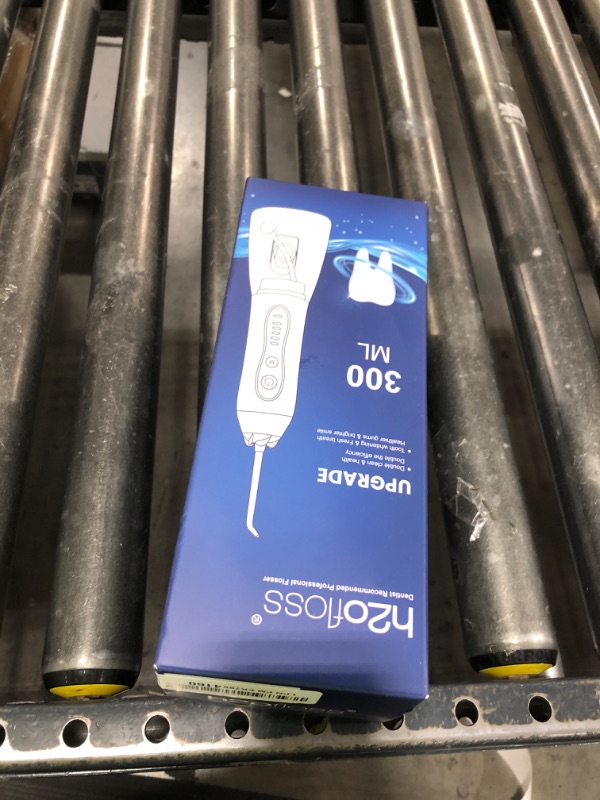 h2ofloss®
Dentist Recommended Professional Flosser
UPGRADE
• Double clean & health
Double the efficiency
• Tooth whitening & Fresh breath
Healthier gums & brighter smile
300
ML
M